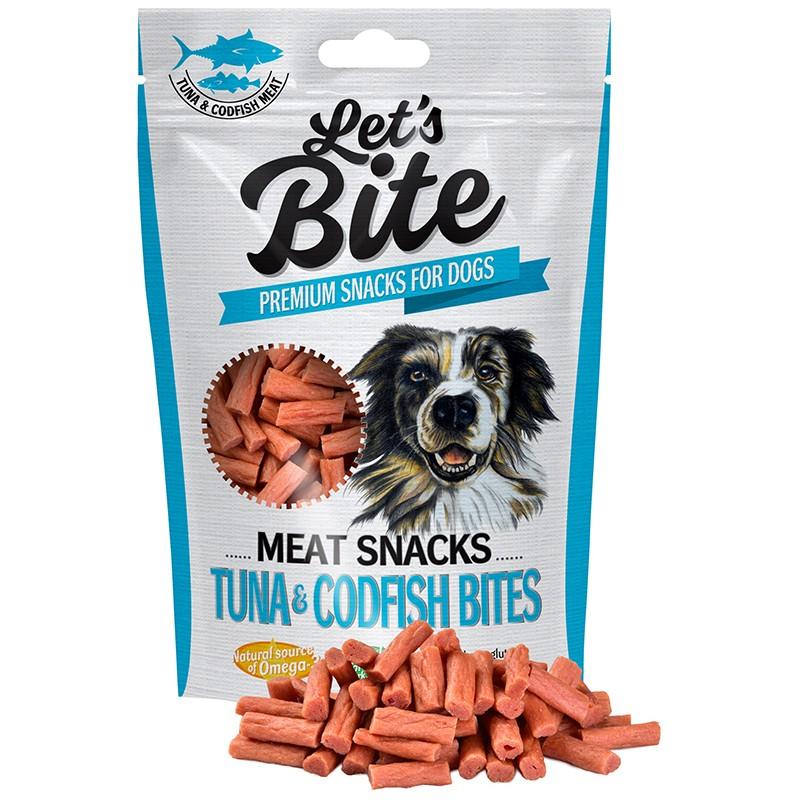 TUNA & CODFISH MEAT
Let's
Bite
PREMIUM SNACKS FOR DOGS
...... MEAT SNACKS ......
TUNA & CODFISH BITES
Natural source
of Omega-